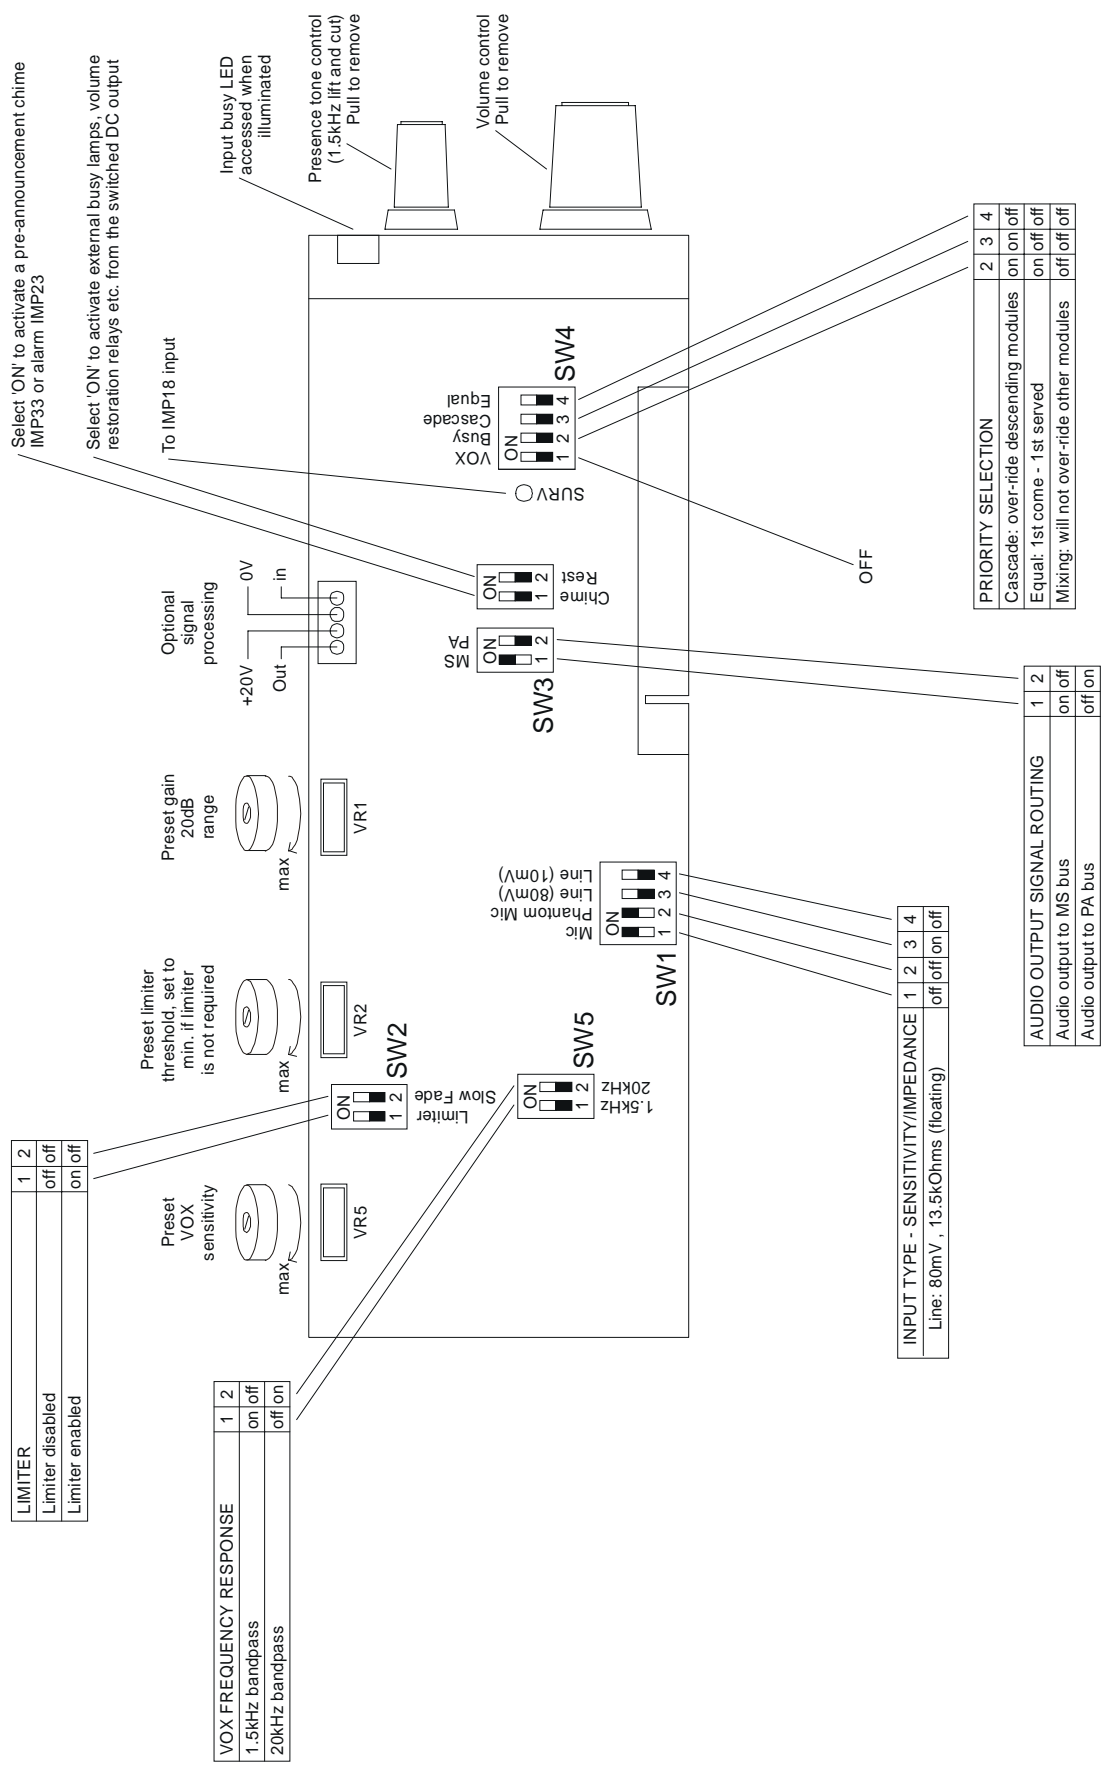 Select 'ON' to activate a pre-announcement chime
IMP33 or alarm IMP23
Select 'ON' to activate external busy lamps, volume
restoration relays etc. from the switched DC output
To IMP18 input
Input busy LED
accessed when
illuminated
Presence tone control
(1.5kHz lift and cut)
Pull to remove
Volume control
Pull to remove
Optional
signal
processing
+20V
0V
Out
in
Preset gain
20dB
range
max
VR1
Preset limiter
threshold, set to
min. if limiter
is not required
max
VR2
Preset
VOX
sensitivity
max
VR5
LIMITER 1 2
Limiter disabled off off
Limiter enabled on off
VOX FREQUENCY RESPONSE 1 2
1.5kHz bandpass on off
20kHz bandpass off on
SW2
ON
1 2
Limiter
Slow Fade
SW5
ON
1 2
1.5kHz
20kHz
SW1
Mic
Phantom Mic
Line (80mV)
Line (10mV)
ON
1 2 3 4
SW3
MS
PA
ON
1 2
ON
1 2
Chime
Rest
SURV
SW4
VOX
Busy
Cascade
Equal
ON
1 2 3 4
OFF
INPUT TYPE - SENSITIVITY/IMPEDANCE 1 2 3 4
Line: 80mV , 13.5kOhms (floating) off off on off
AUDIO OUTPUT SIGNAL ROUTING 1 2
Audio output to MS bus on off
Audio output to PA bus off on
PRIORITY SELECTION 2 3 4
Cascade: over-ride descending modules on on off
Equal: 1st come - 1st served on off off
Mixing: will not over-ride other modules off off off